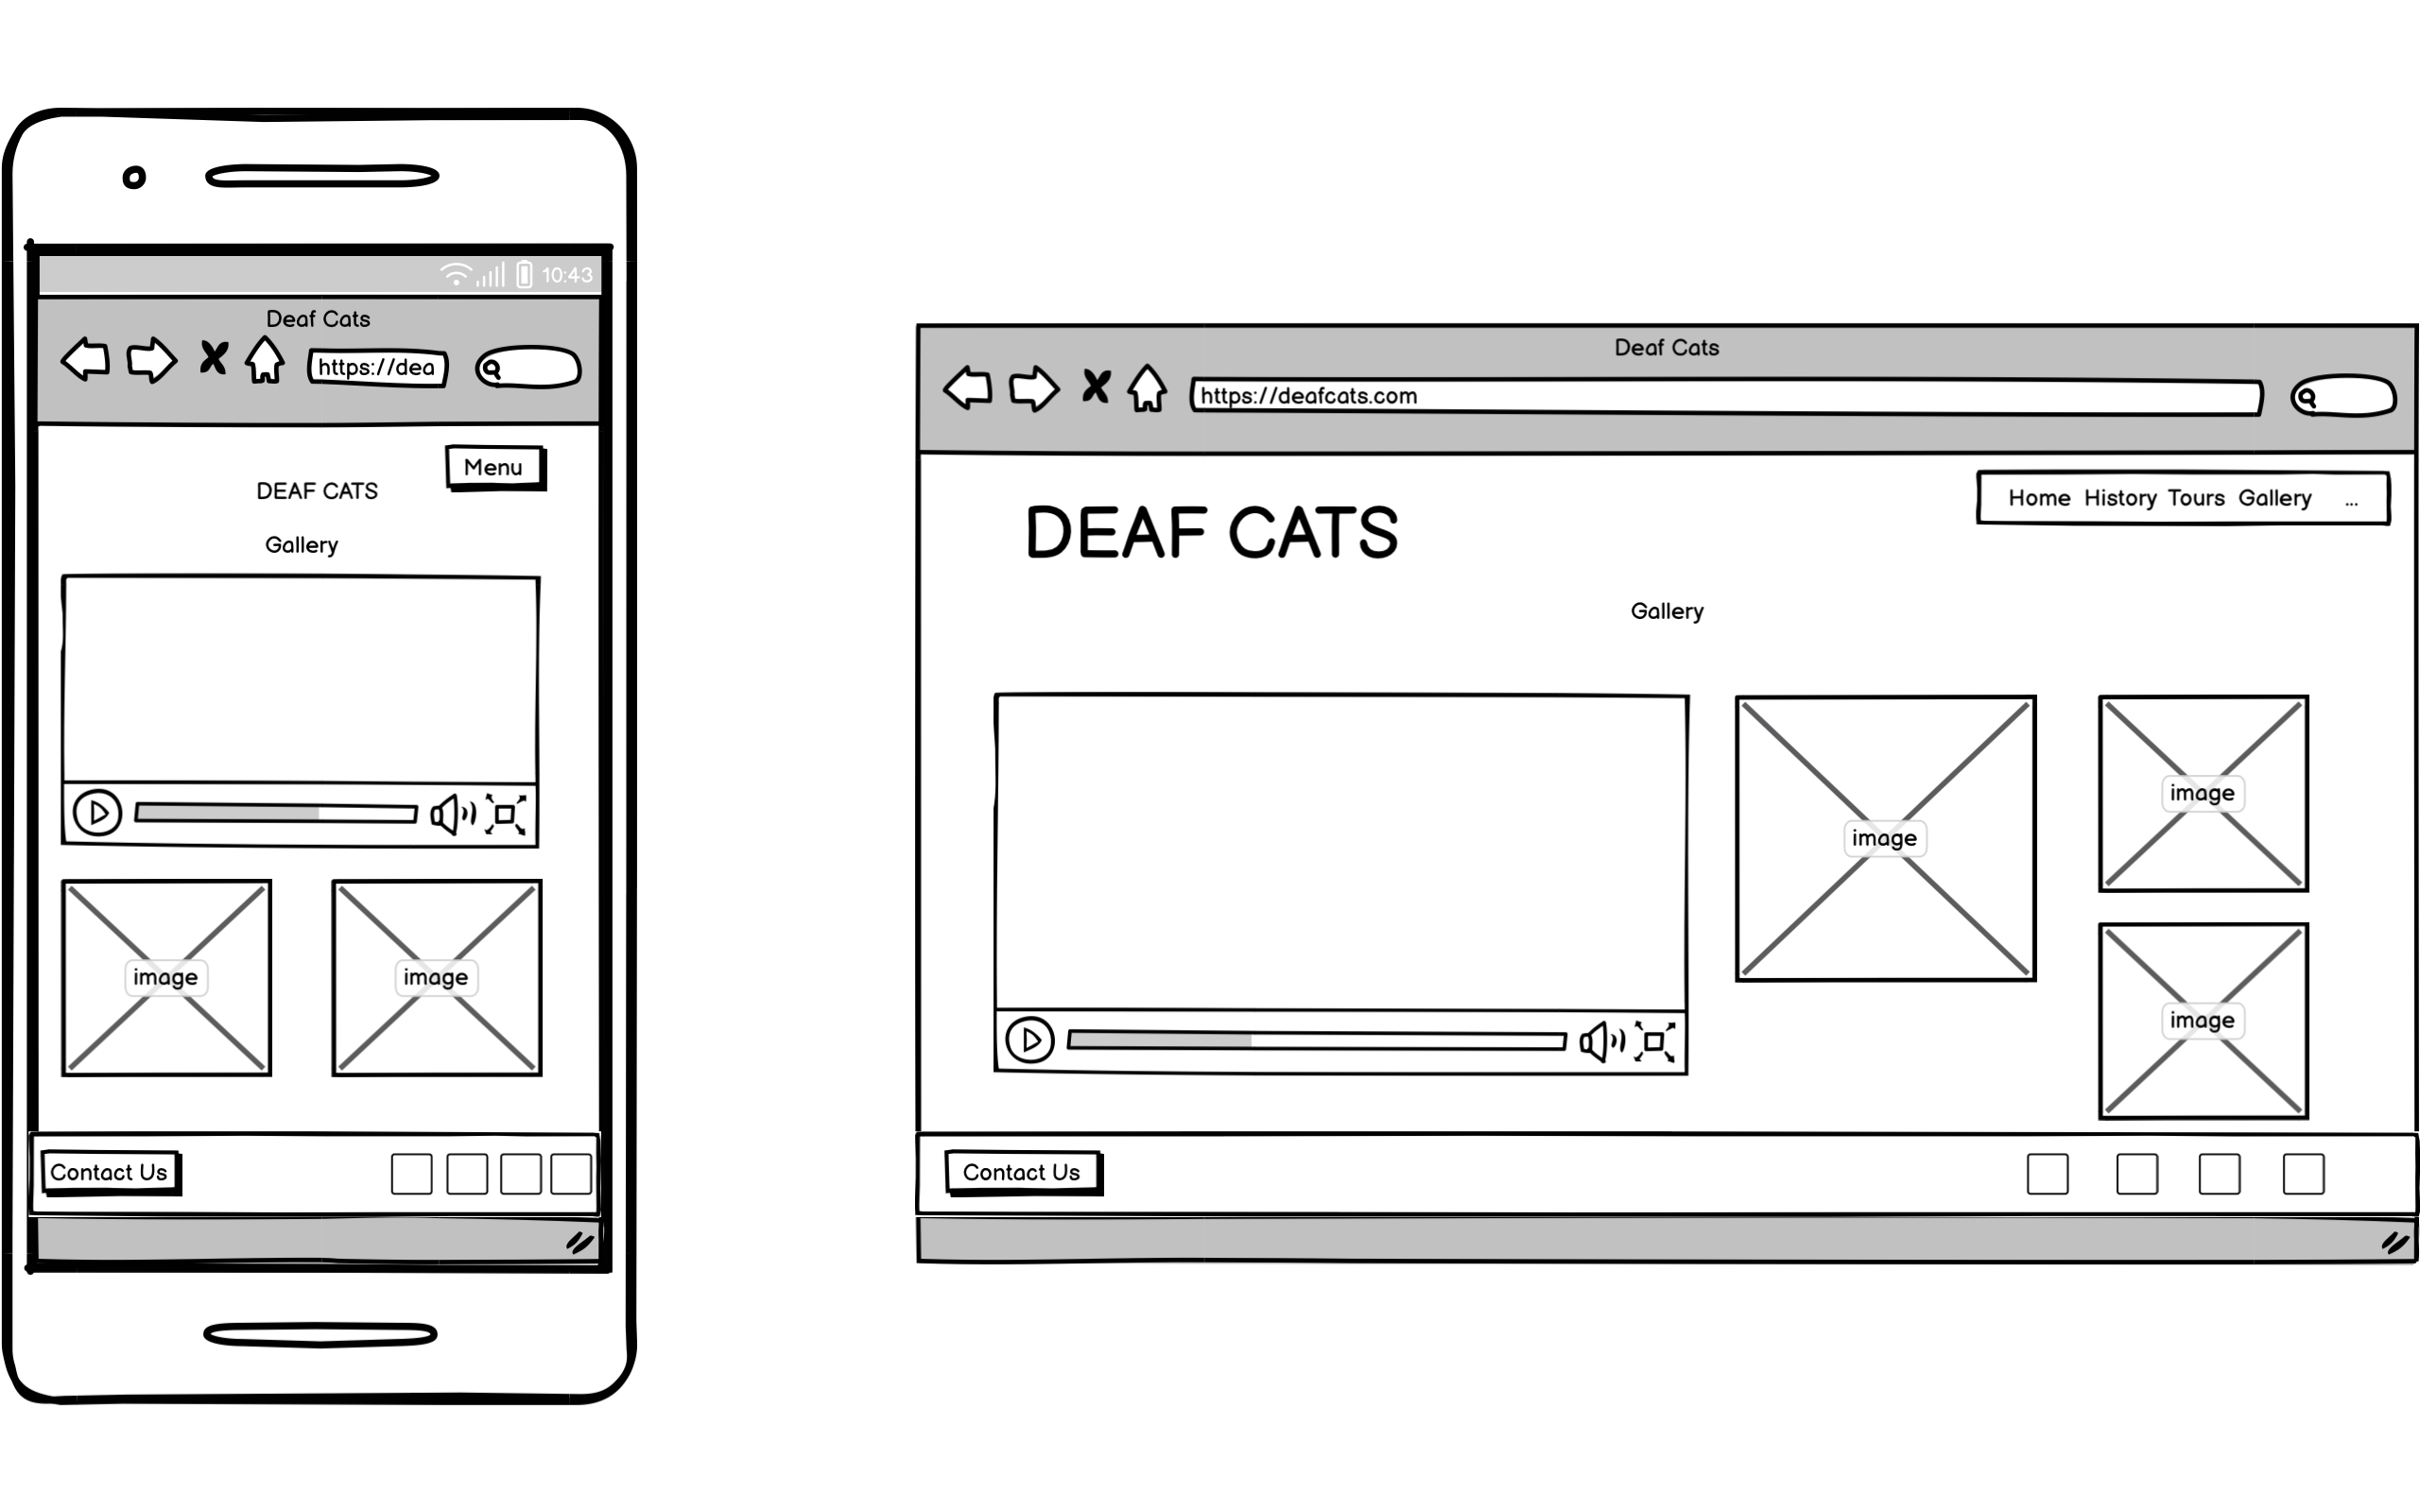 10:43
Deaf Cats
https://dea
Menu
DEAF CATS
Gallery
image image
Contact Us
Deaf Cats
https://deafcats.com
Home History Tours Gallery ...
DEAF CATS
Gallery
image
image
image
Contact Us